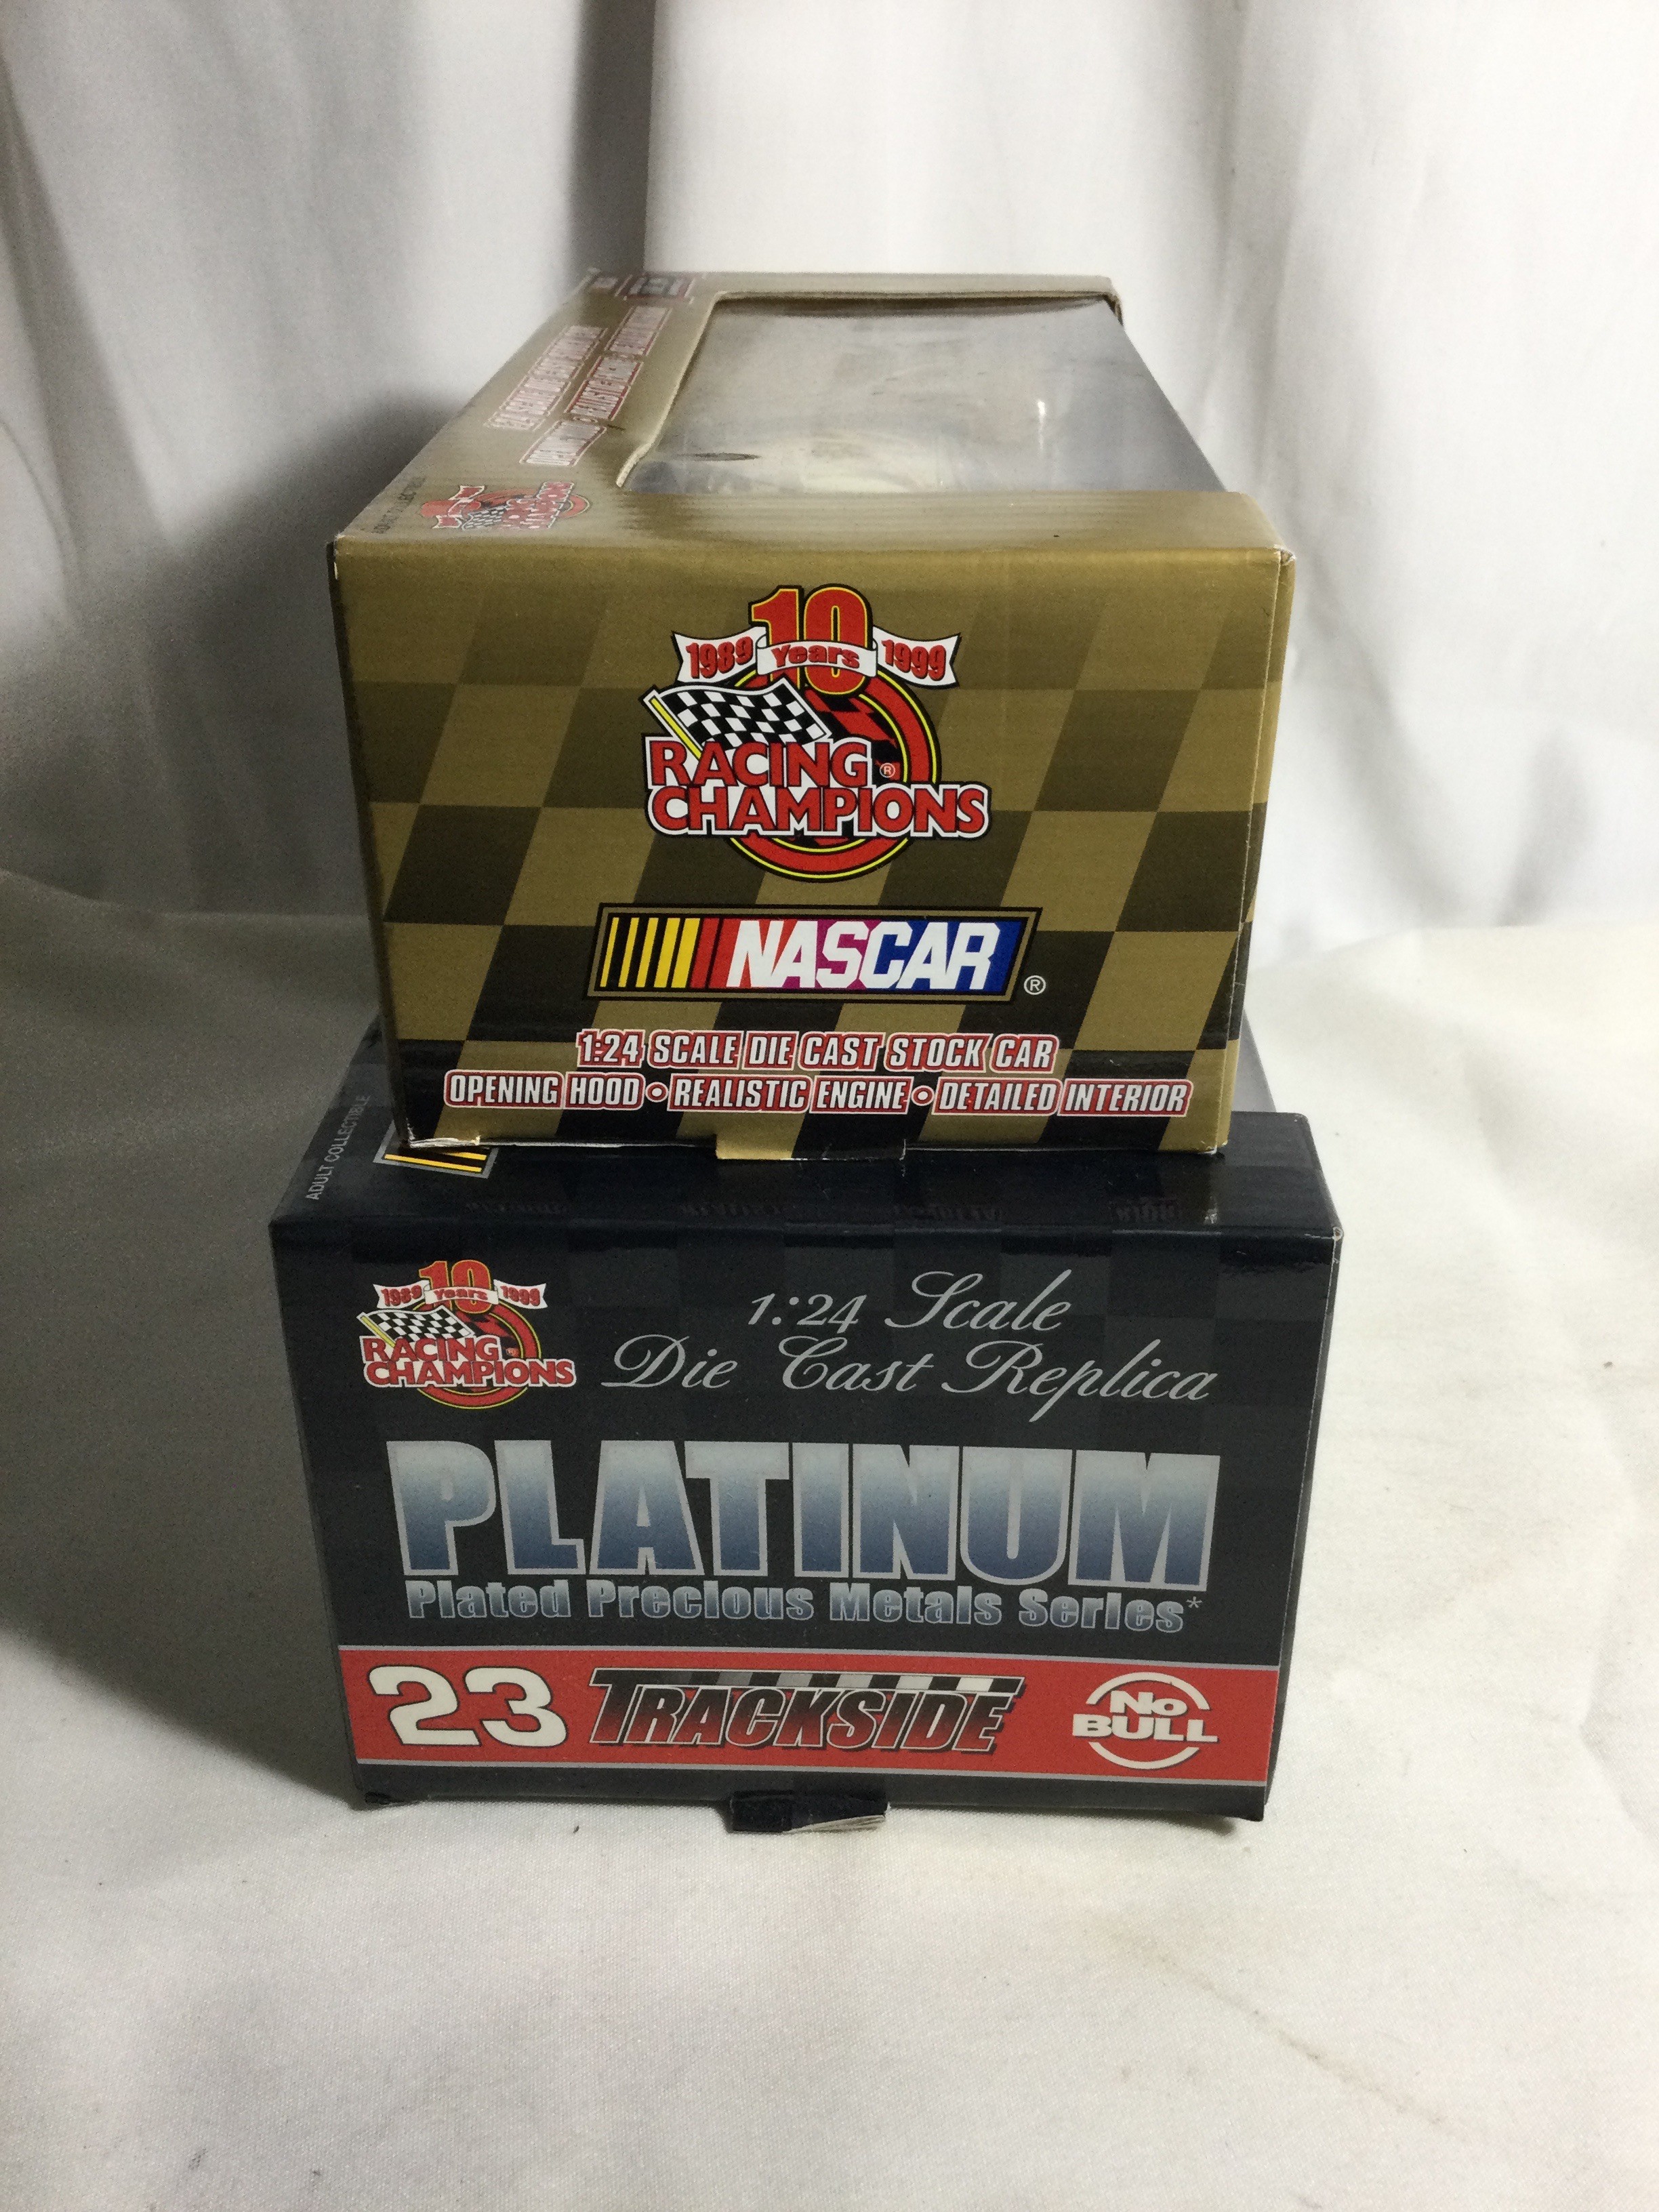 ADULT COLLECTIBLE
10
1989 Years 1999
RACING ®
CHAMPIONS
NASCAR ®
1:24 SCALE DIE CAST STOCK CAR
OPENING HOOD • REALISTIC ENGINE • DETAILED INTERIOR
ADULT COLLECTIBLE
10
1989 Years 1999
RACING ®
CHAMPIONS
1:24 Scale
Die Cast Replica
PLATINUM
Plated Precious Metals Series*
23 TRACKSIDE No BULL